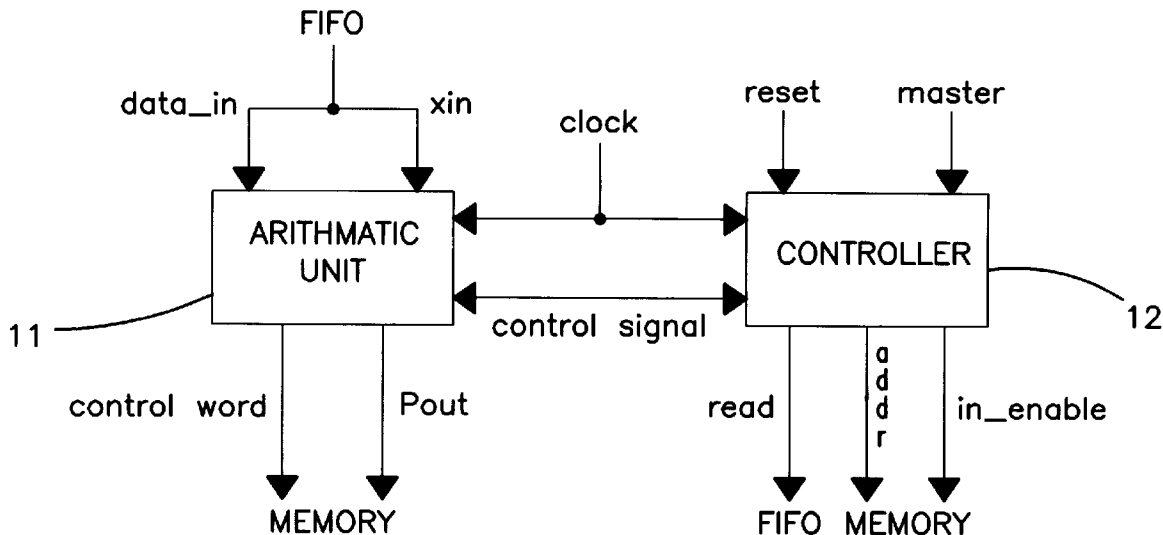 FIFO
data_in
xin
clock
reset
master
ARITHMATIC
UNIT
CONTROLLER
11
control signal
12
control word
Pout
read
addr
in_enable
MEMORY
FIFO MEMORY